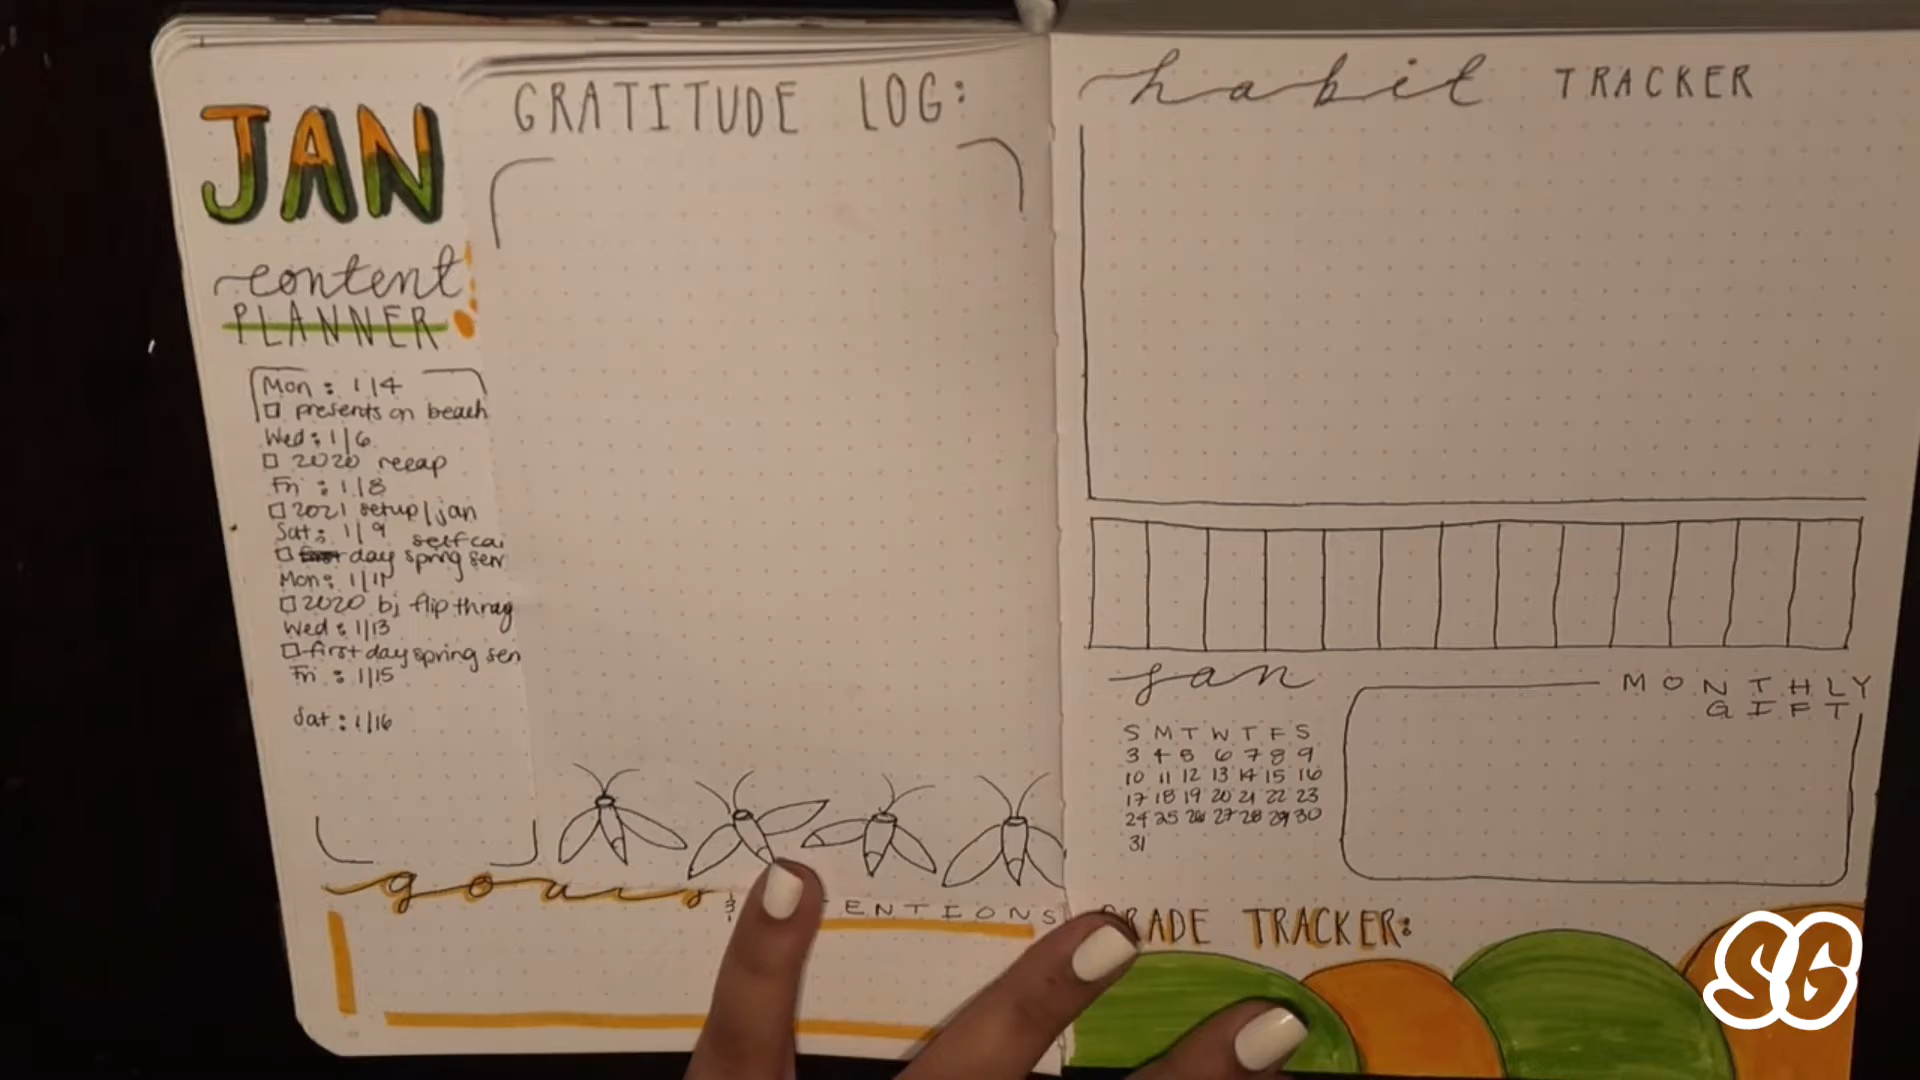 JAN
content
PLANNER
Mon: 1/4
presents on beach
Wed: 1/6
2020 recap
Fri: 1/8
2021 setup/jan
Sat: 1/9
self
day spring
Mon: 1/11
2020 bj flip
Wed: 1/13
first day spring
Fri: 1/15
Sat: 1/16
GRATITUDE LOG:
goals
habit TRACKER
jan
S M T W T F S
3 4 5 6 7 8 9
10 11 12 13 14 15 16
17 18 19 20 21 22 23
24 25 26 27 28 29 30
31
MONTHLY
GIFT
TRACKER:
SG